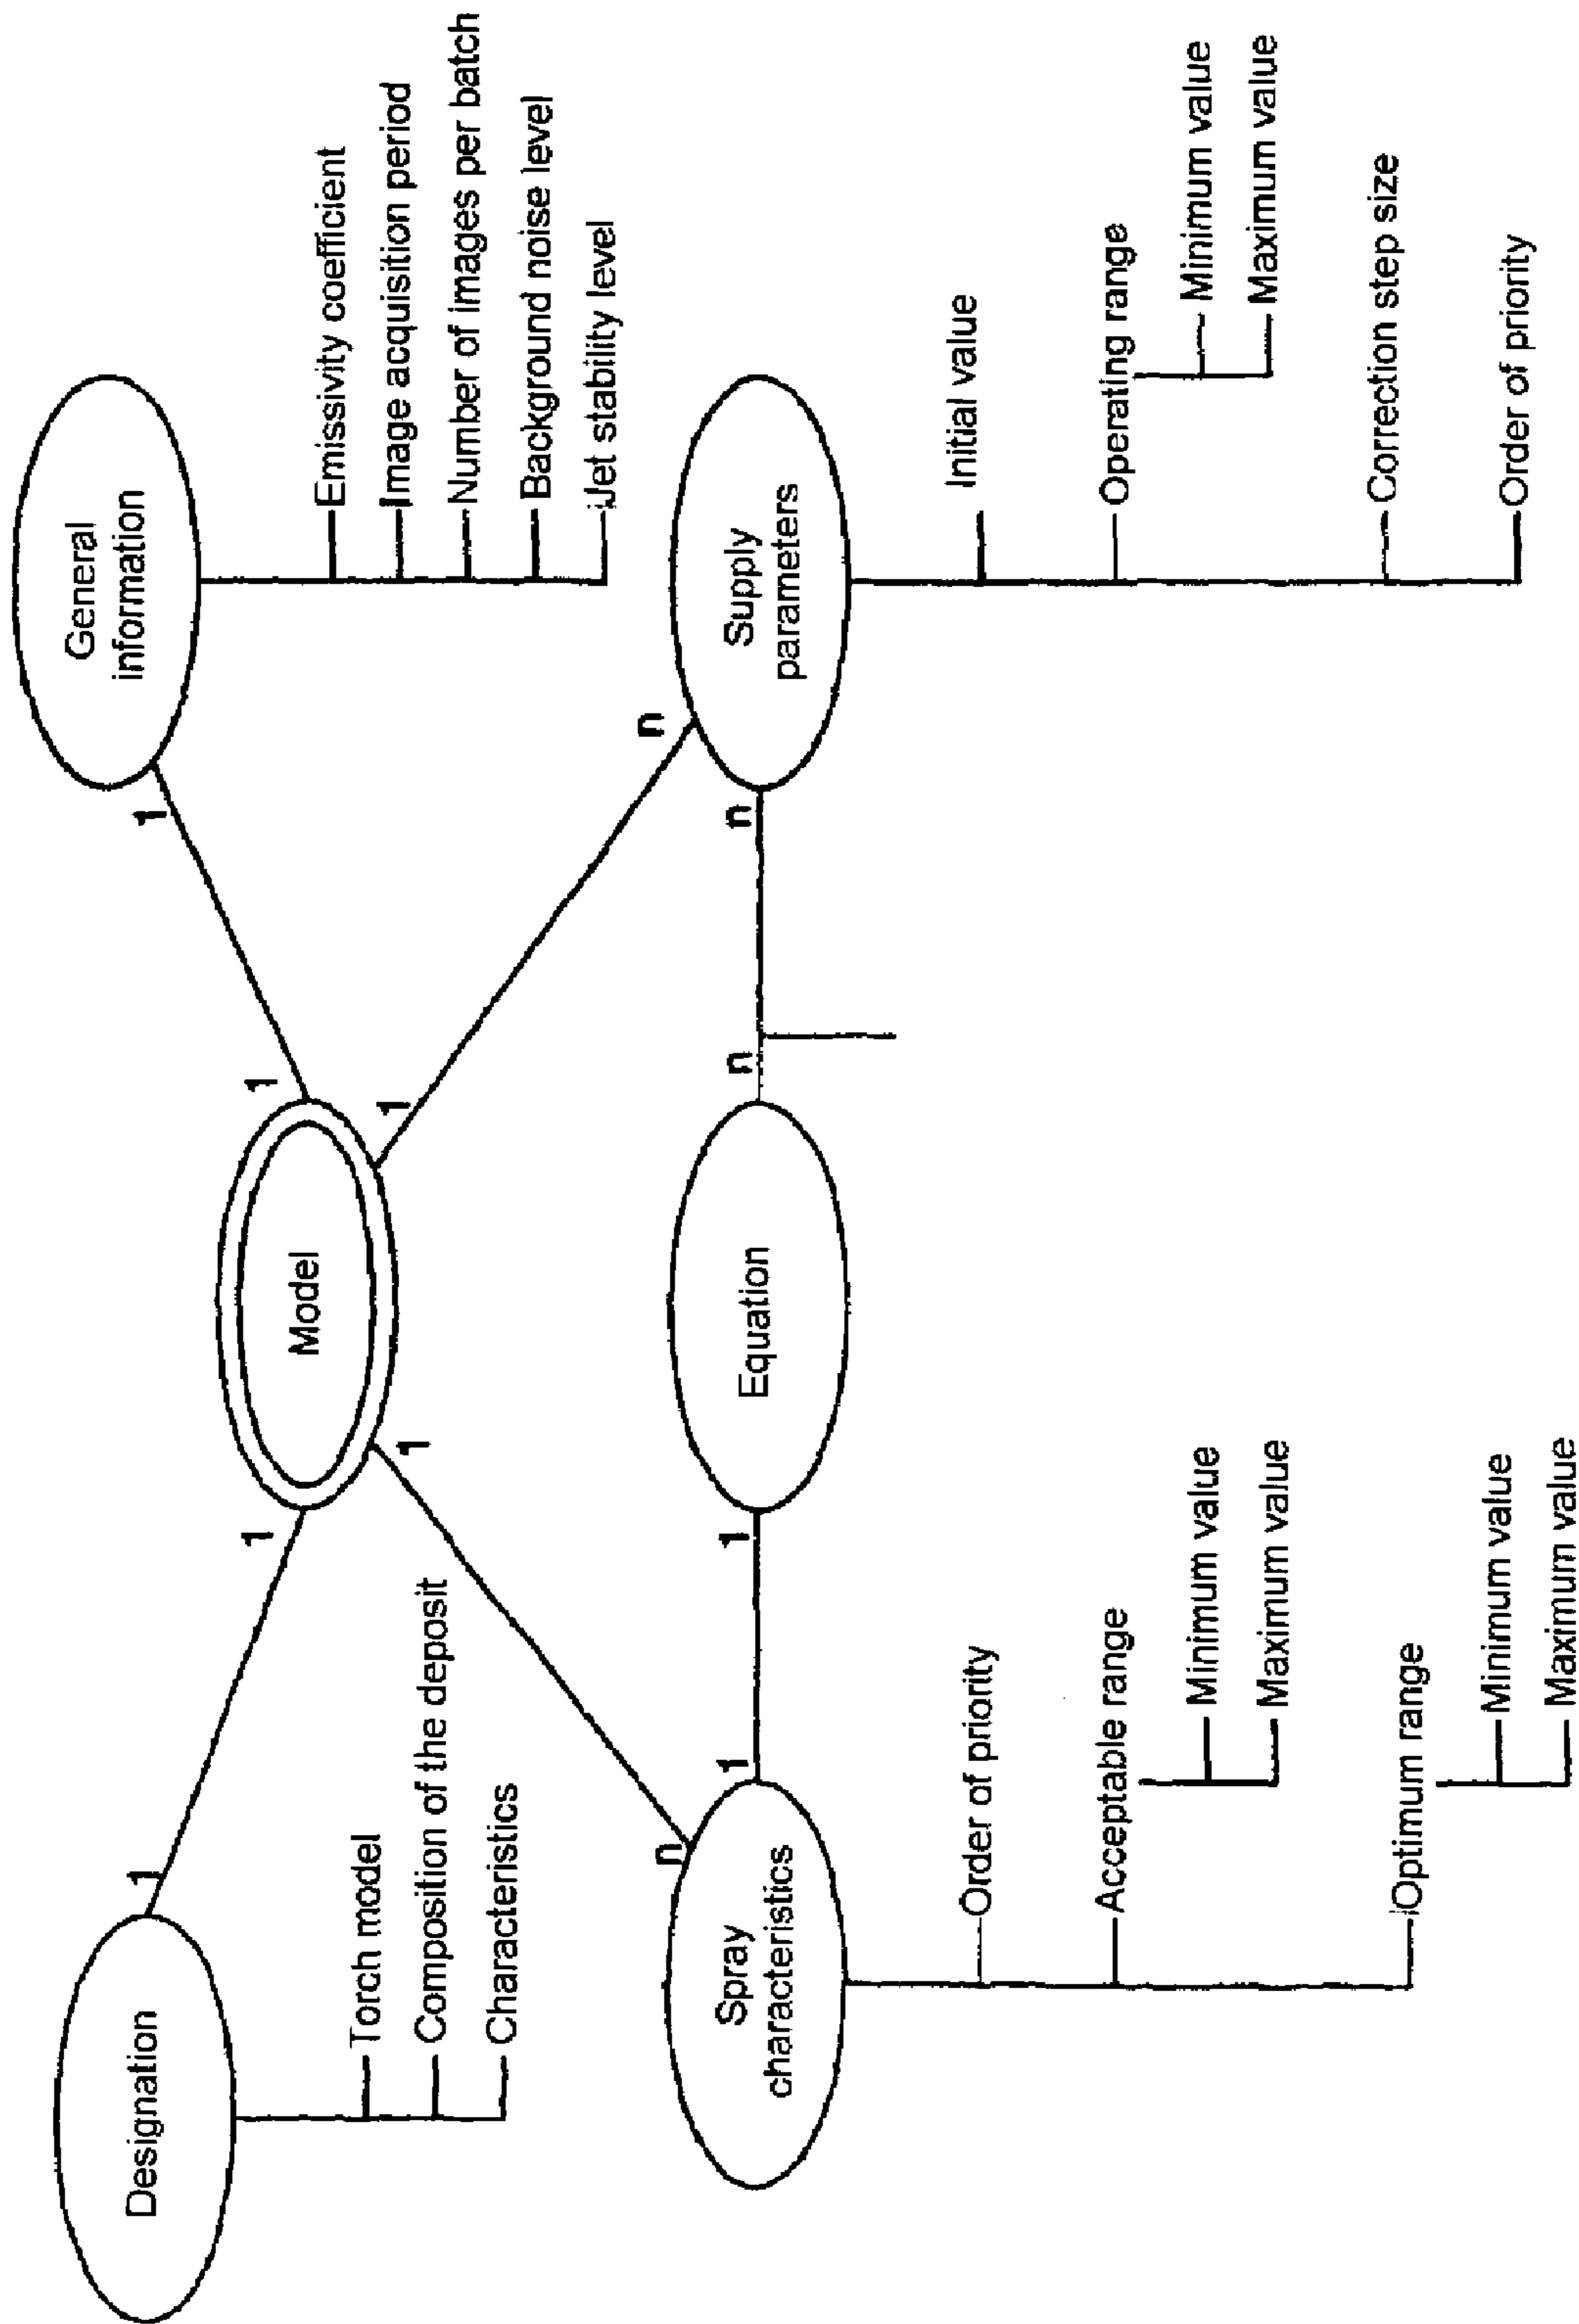 Designation
Torch model
Composition of the deposit
Characteristics
1
1
Model
1
1
General
information
Emissivity coefficient
Image acquisition period
Number of images per batch
Background noise level
Jet stability level
1
n
1
n
Spray
characteristics
Order of priority
Acceptable range
Minimum value
Maximum value
Optimum range
Minimum value
Maximum value
1
1
Equation
n
n
Supply
parameters
Initial value
Operating range
Minimum value
Maximum value
Correction step size
Order of priority